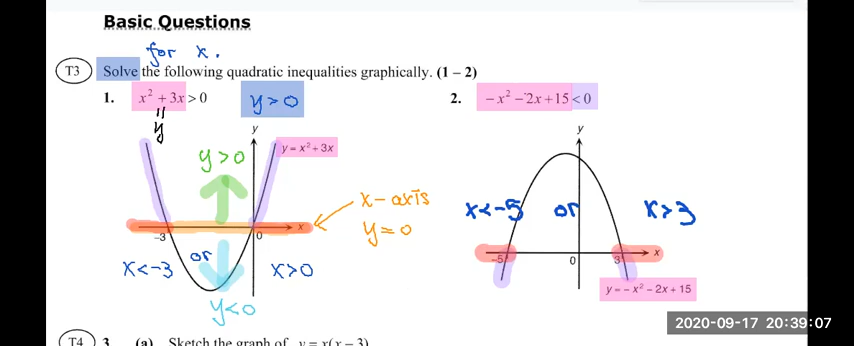 Basic Questions
for x.
T3 Solve the following quadratic inequalities graphically. (1 – 2)
1. x² + 3x > 0
y > 0
2. −x² − 2x + 15 < 0
"
y
y
y = x² + 3x
y > 0
x-axis
y = 0
−3
0
x
x < −3 or x > 0
y < 0
y
x < −5 or x > 3
−5
0
3
x
y = − x² − 2x + 15
2020-09-17 20:39:07
T4 3. (a) Sketch the graph of y = x(x − 3)